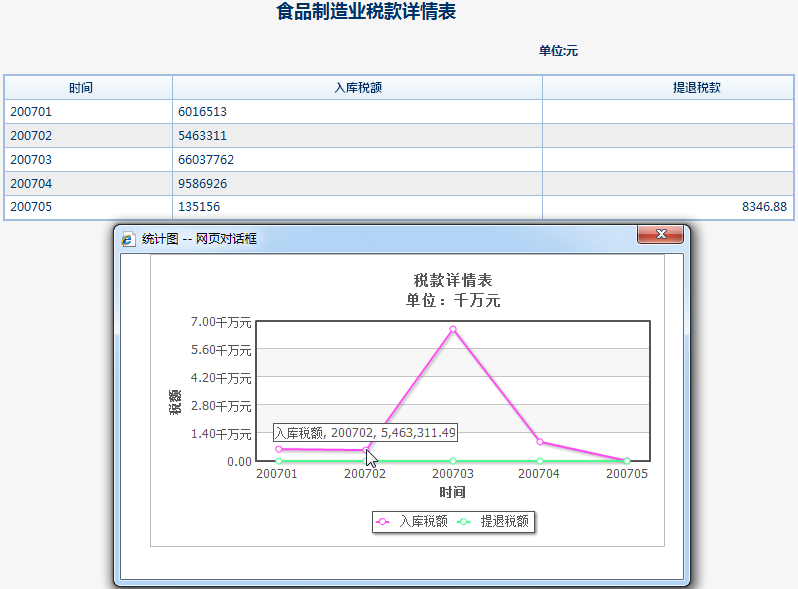 食品制造业税款详情表
单位:元
时间 入库税额 提退税款
200701 6016513
200702 5463311
200703 66037762
200704 9586926
200705 135156 8346.88
统计图 -- 网页对话框
税款详情表
单位：千万元
7.00千万元
5.60千万元
4.20千万元
2.80千万元
1.40千万元
0.00
税额
入库税额, 200702, 5,463,311.49
200701 200702 200703 200704 200705
时间
入库税额 提退税额